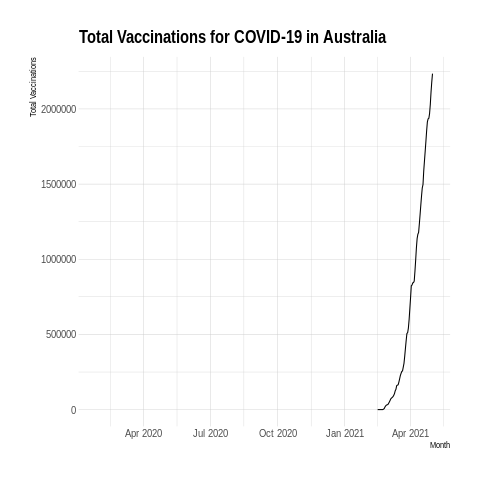 Total Vaccinations for COVID-19 in Australia
Total Vaccinations
2000000
1500000
1000000
500000
0
Apr 2020 Jul 2020 Oct 2020 Jan 2021 Apr 2021
Month